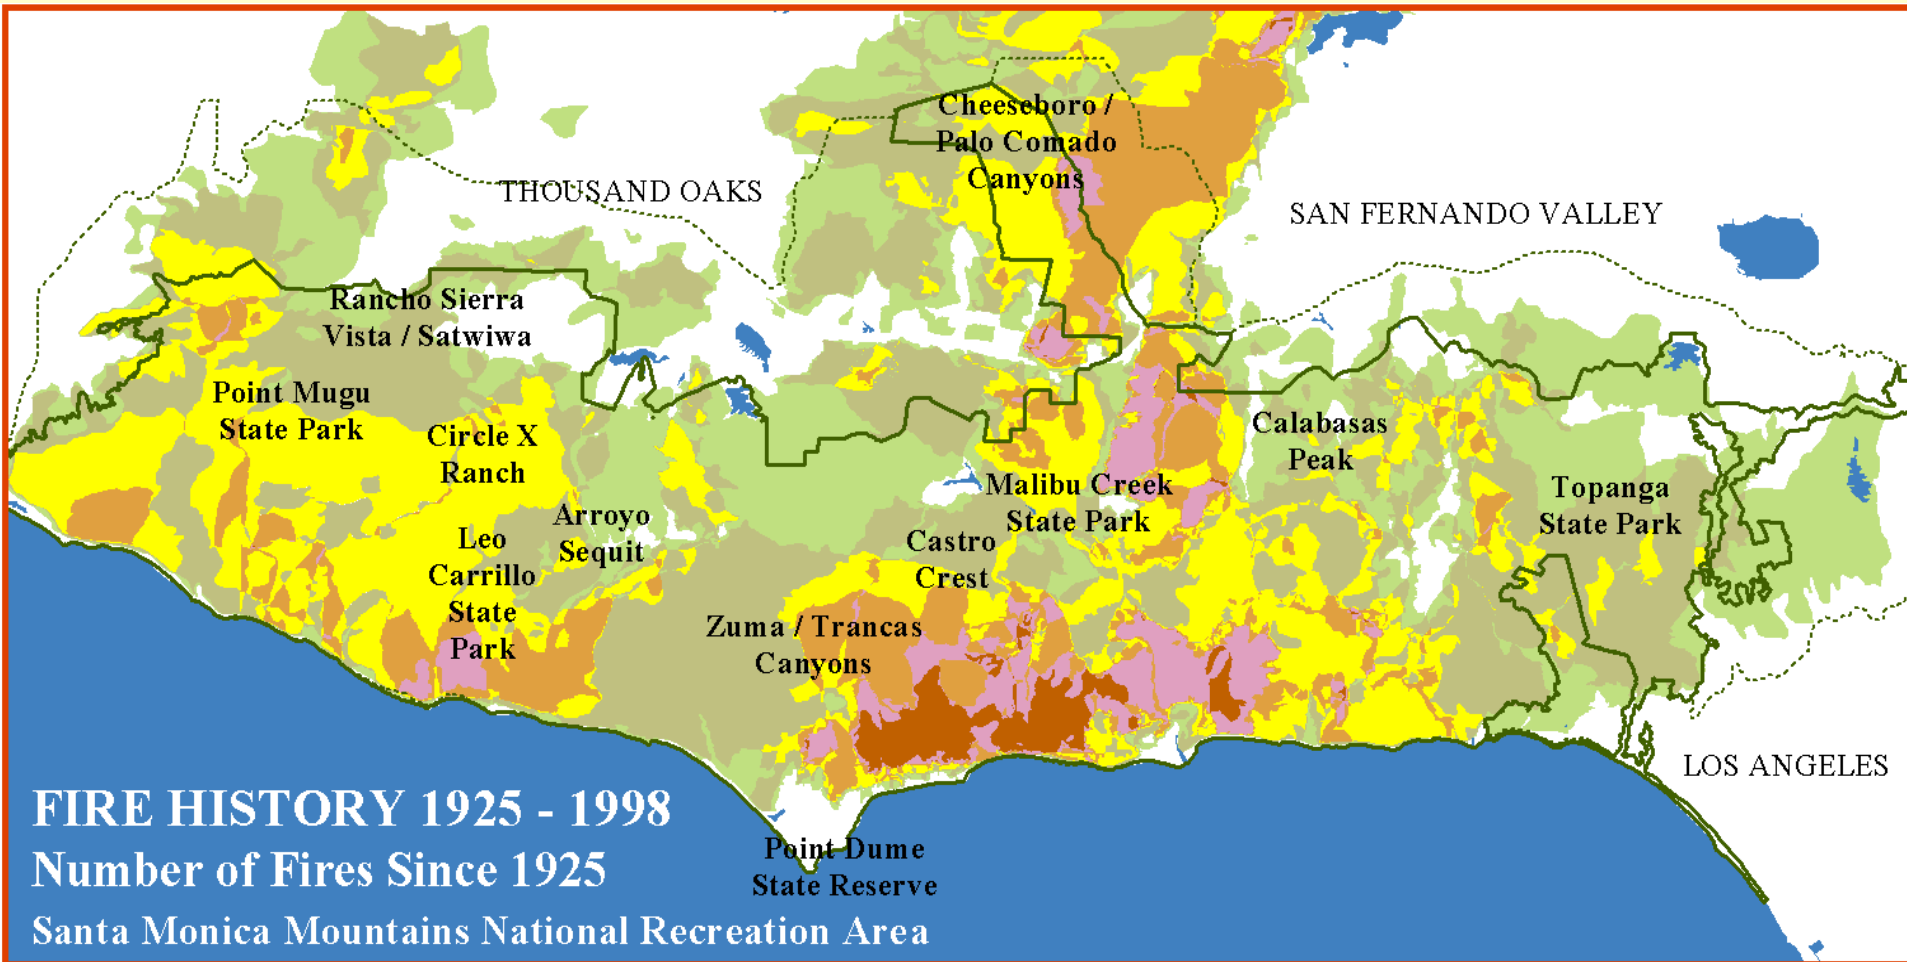 Cheeseboro /
Palo Comado
Canyons
THOUSAND OAKS
SAN FERNANDO VALLEY
Rancho Sierra
Vista / Satwiwa
Point Mugu
State Park
Circle X
Ranch
Calabasas
Peak
Malibu Creek
State Park
Topanga
State Park
Arroyo
Sequit
Leo
Carrillo
State
Park
Castro
Crest
Zuma / Trancas
Canyons
LOS ANGELES
Point Dume
State Reserve
FIRE HISTORY 1925 - 1998
Number of Fires Since 1925
Santa Monica Mountains National Recreation Area